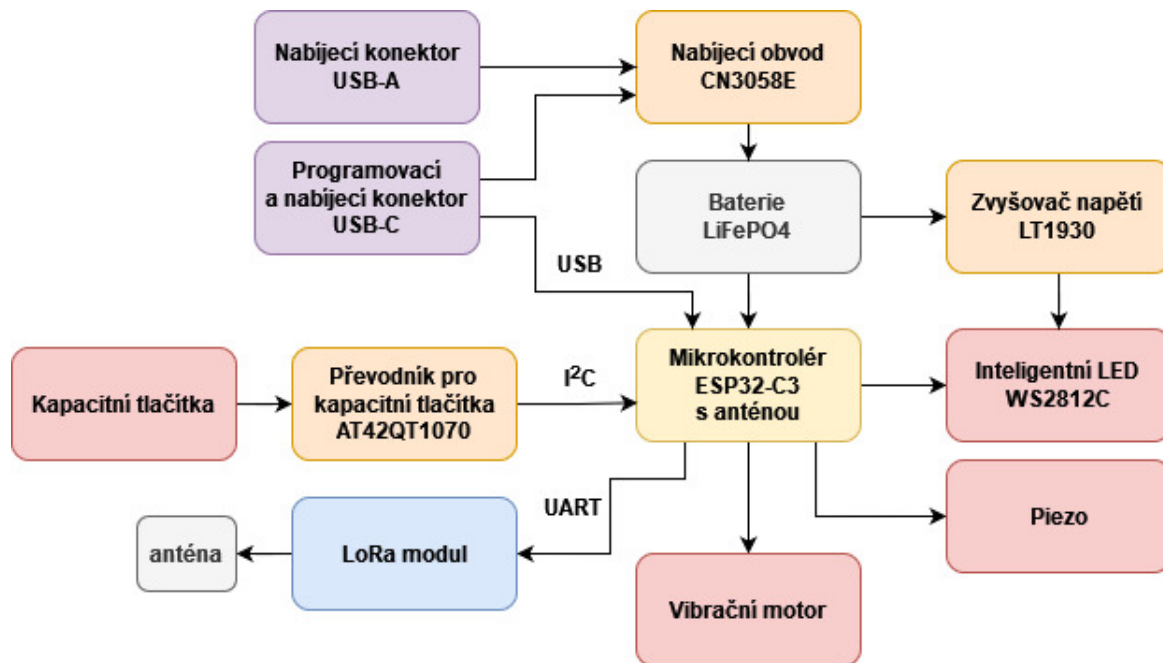 Nabíjecí konektor
USB-A
Nabíjecí obvod
CN3058E
Programovací
a nabíjecí konektor
USB-C
Baterie
LiFePO4
Zvyšovač napětí
LT1930
USB
Kapacitní tlačítka
Převodník pro
kapacitní tlačítka
AT42QT1070
I²C
Mikrokontrolér
ESP32-C3
s anténou
Inteligentní LED
WS2812C
UART
anténa
LoRa modul
Piezo
Vibrační motor